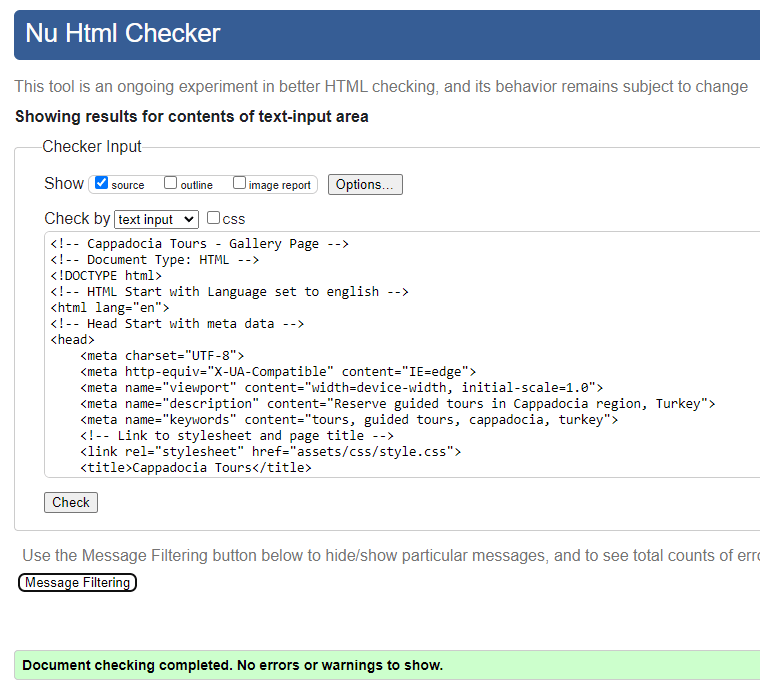 Nu Html Checker
This tool is an ongoing experiment in better HTML checking, and its behavior remains subject to change
Showing results for contents of text-input area
Checker Input
Show source outline image report Options...
Check by text input css
<!-- Cappadocia Tours - Gallery Page -->
<!-- Document Type: HTML -->
<!DOCTYPE html>
<!-- HTML Start with Language set to english -->
<html lang="en">
<!-- Head Start with meta data -->
<head>
    <meta charset="UTF-8">
    <meta http-equiv="X-UA-Compatible" content="IE=edge">
    <meta name="viewport" content="width=device-width, initial-scale=1.0">
    <meta name="description" content="Reserve guided tours in Cappadocia region, Turkey">
    <meta name="keywords" content="tours, guided tours, cappadocia, turkey">
    <!-- Link to stylesheet and page title -->
    <link rel="stylesheet" href="assets/css/style.css">
    <title>Cappadocia Tours</title>
Check
Use the Message Filtering button below to hide/show particular messages, and to see total counts of
Message Filtering
Document checking completed. No errors or warnings to show.